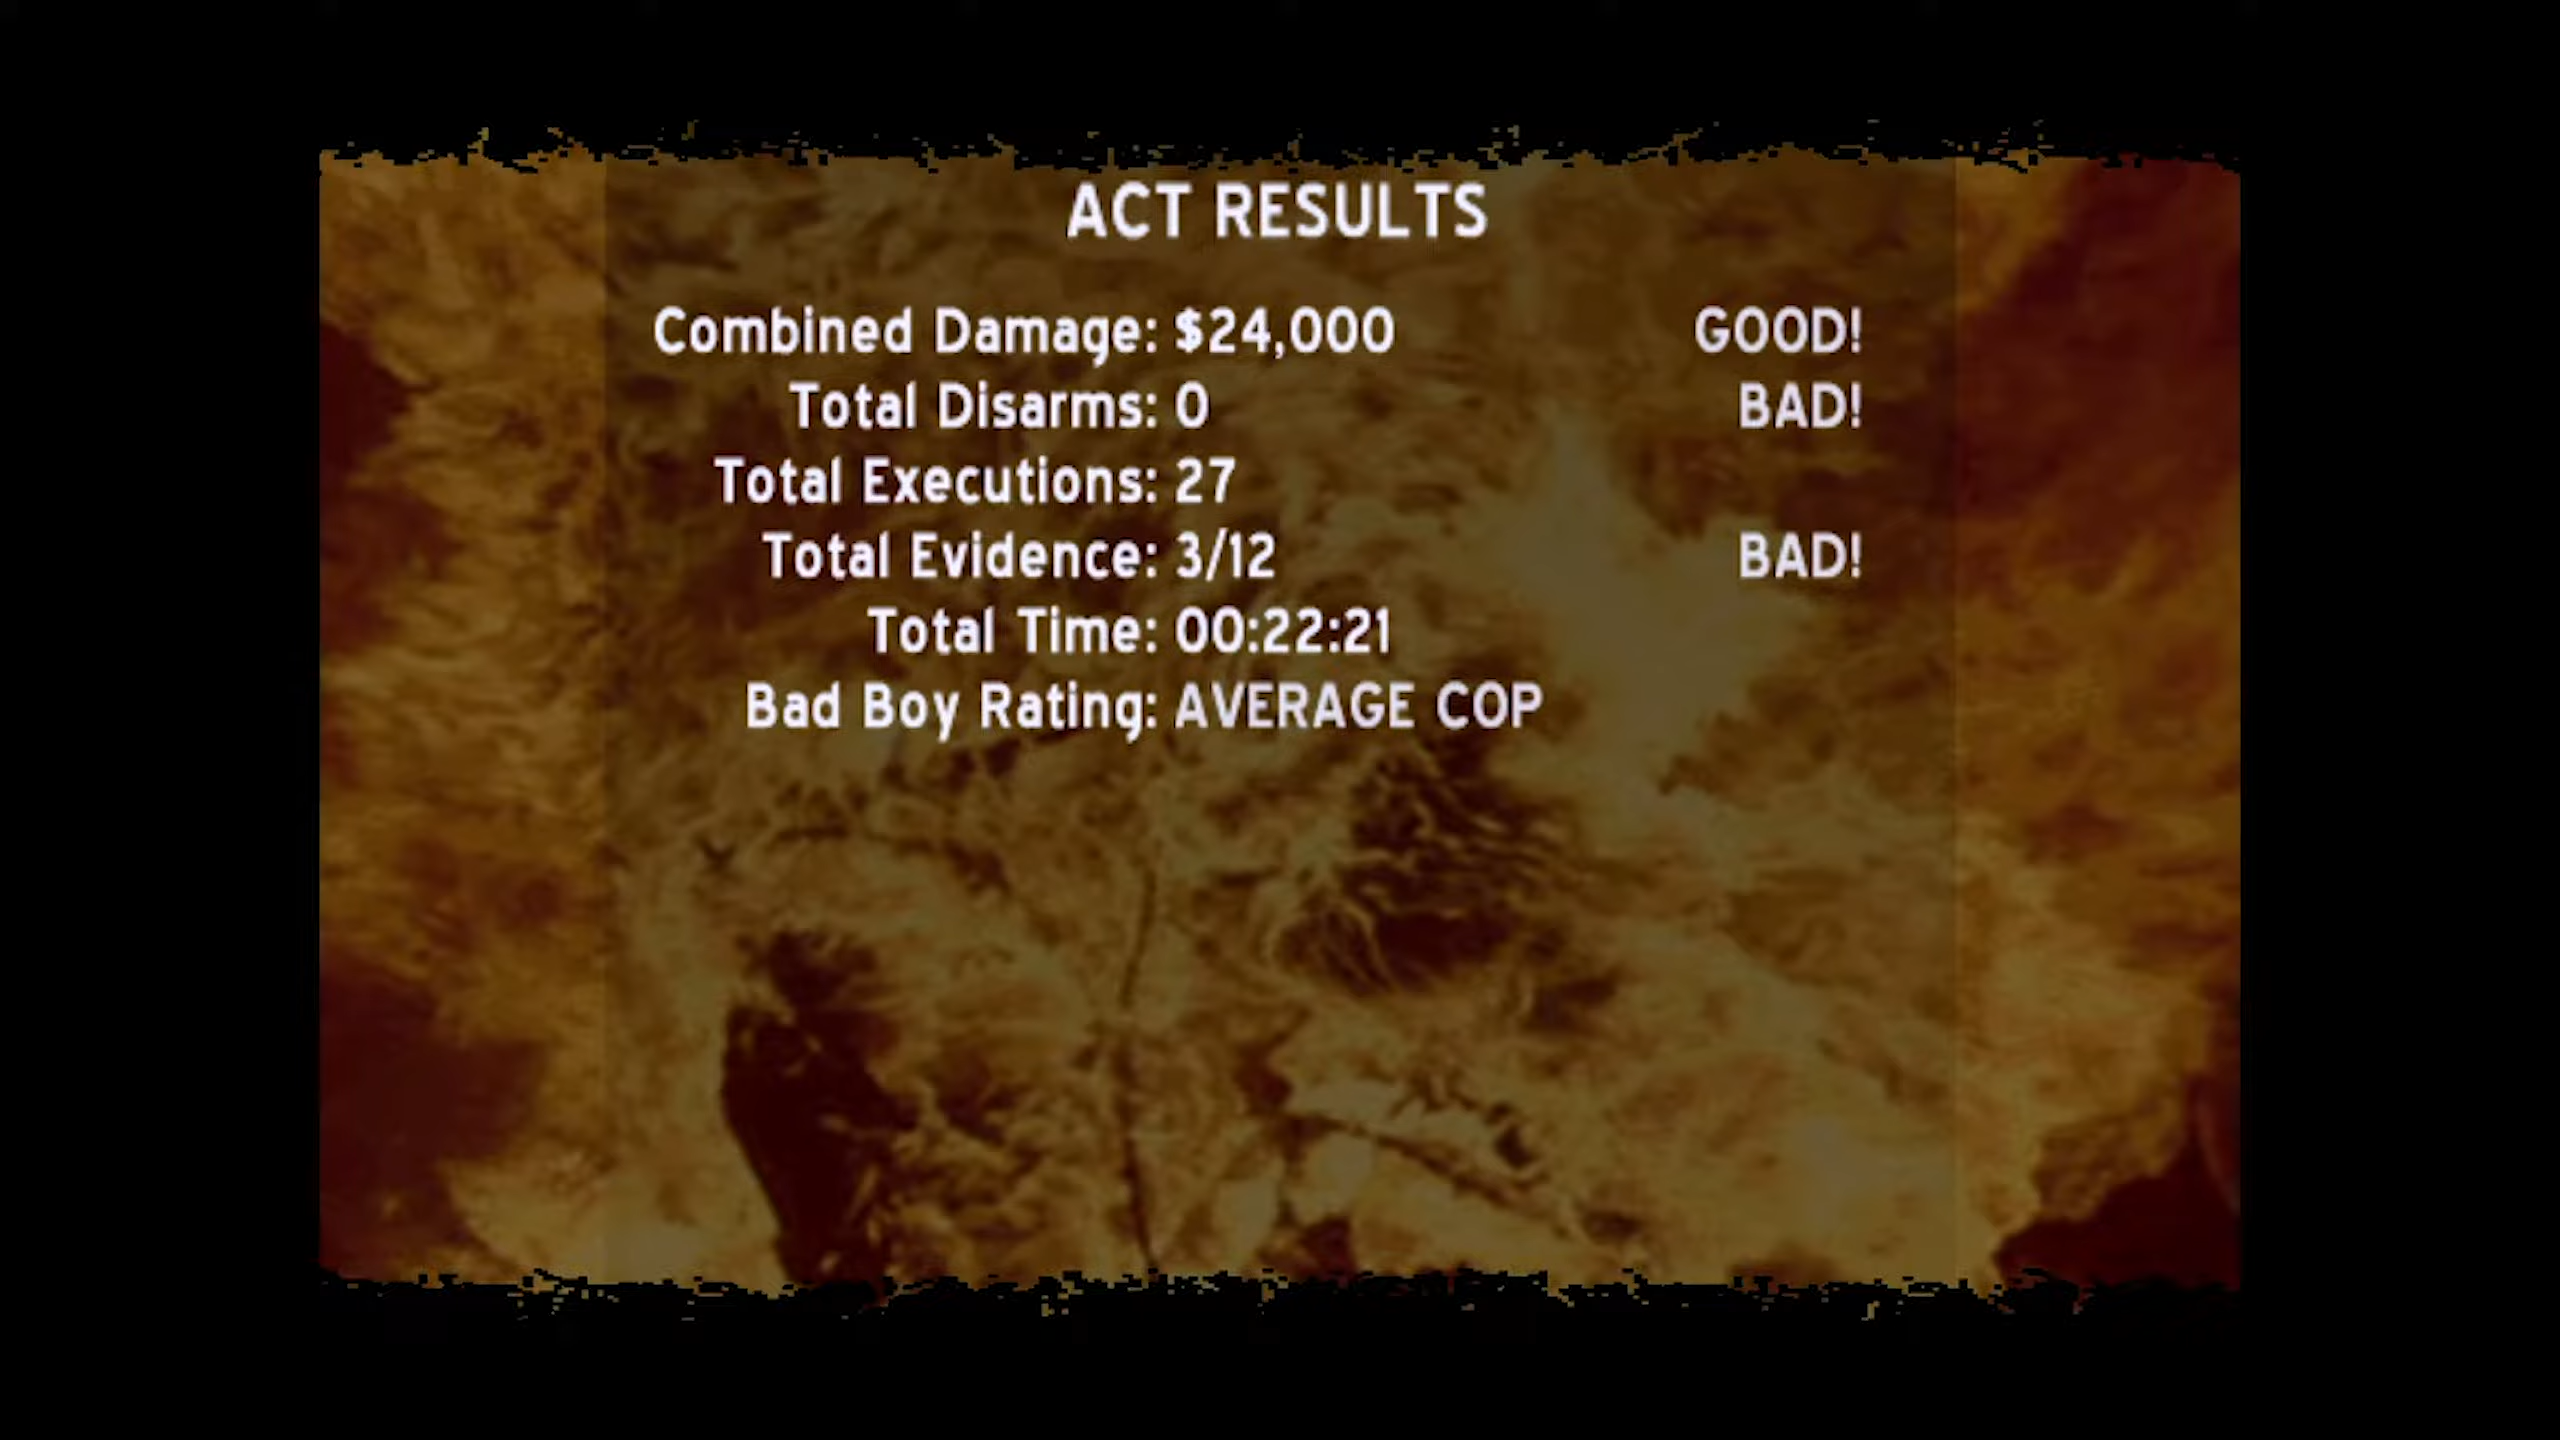 ACT RESULTS
Combined Damage: $24,000 GOOD!
Total Disarms: 0 BAD!
Total Executions: 27
Total Evidence: 3/12 BAD!
Total Time: 00:22:21
Bad Boy Rating: AVERAGE COP